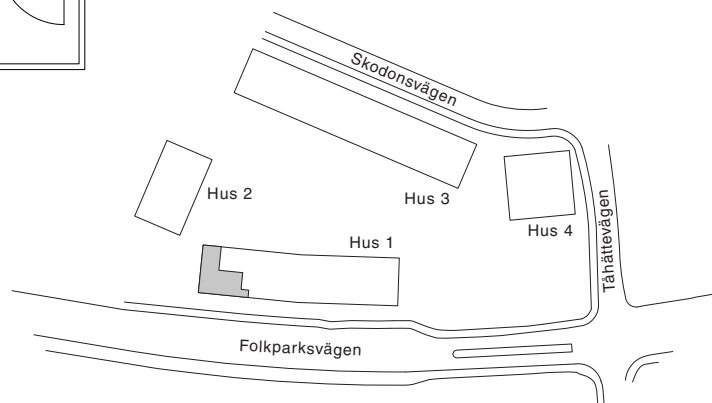 Skodonsvägen
Hus 2
Hus 3
Tåhättevägen
Hus 4
Hus 1
Folkparksvägen